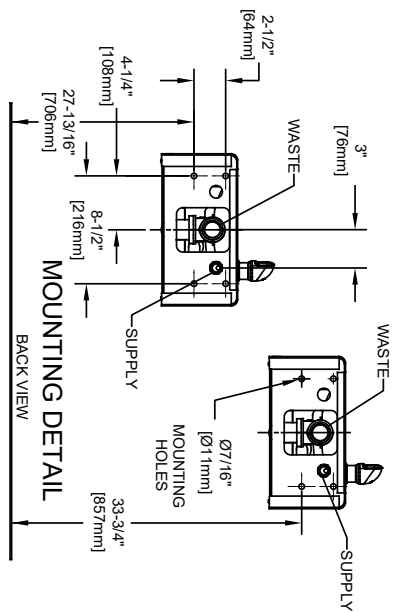 2-1/2"
[64mm]
4-1/4"
[108mm]
27-13/16"
[706mm]
3"
[76mm]
WASTE
8-1/2"
[216mm]
SUPPLY
WASTE
Ø7/16"
[Ø11mm]
MOUNTING
HOLES
SUPPLY
33-3/4"
[857mm]
MOUNTING DETAIL
BACK VIEW